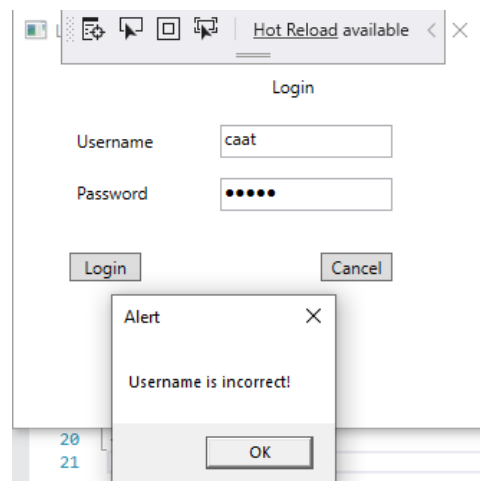 L
Hot Reload available
Login
Username
caat
Password
●●●●●
Login
Cancel
Alert
Username is incorrect!
OK
20
21